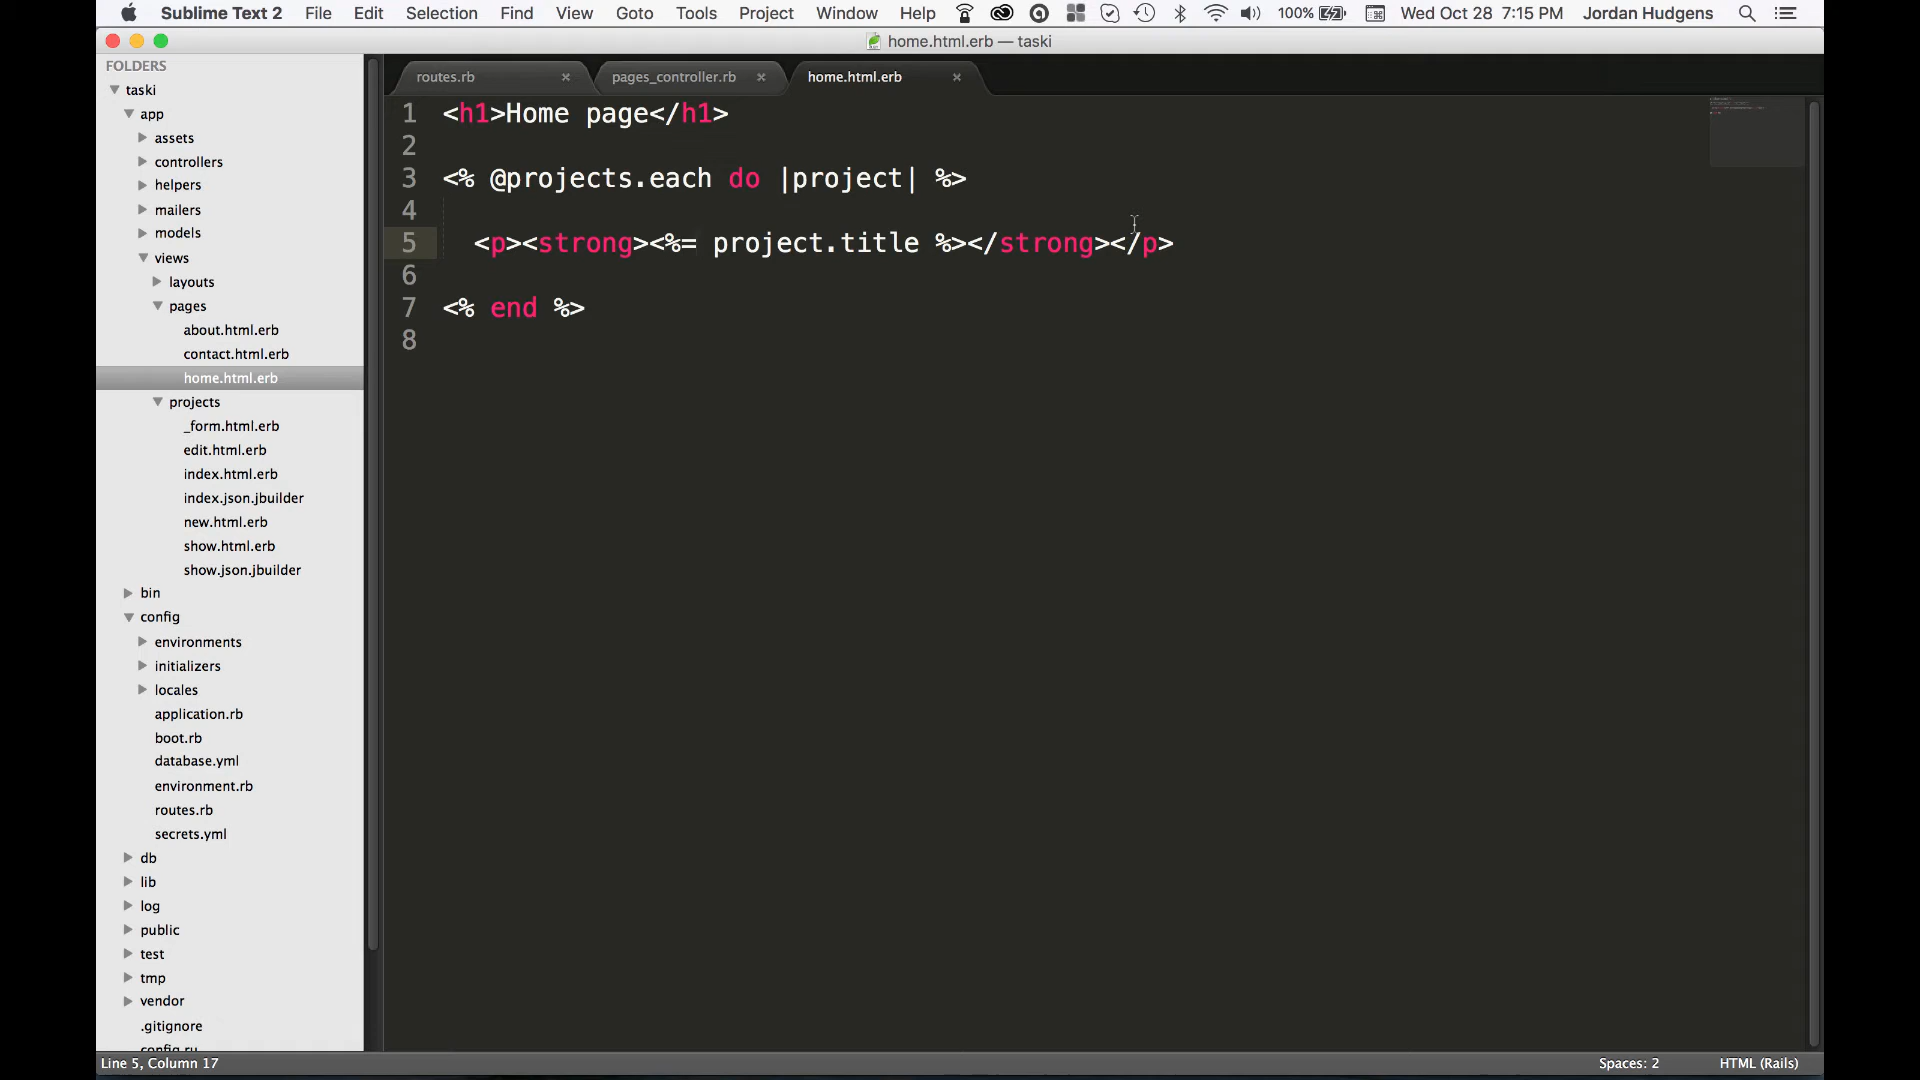 Sublime Text 2 File Edit Selection Find View Goto Tools Project Window Help 100% Wed Oct 28 7:15 PM Jordan Hudgens
home.html.erb — taski
FOLDERS
taski
app
assets
controllers
helpers
mailers
models
views
layouts
pages
about.html.erb
contact.html.erb
home.html.erb
projects
_form.html.erb
edit.html.erb
index.html.erb
index.json.jbuilder
new.html.erb
show.html.erb
show.json.jbuilder
bin
config
environments
initializers
locales
application.rb
boot.rb
database.yml
environment.rb
routes.rb
secrets.yml
db
lib
log
public
test
tmp
vendor
.gitignore
config.ru
routes.rb × pages_controller.rb × home.html.erb ×
1 <h1>Home page</h1>
2
3 <% @projects.each do |project| %>
4
5 <p><strong><%= project.title %></strong></p>
6
7 <% end %>
8
Line 5, Column 17 Spaces: 2 HTML (Rails)